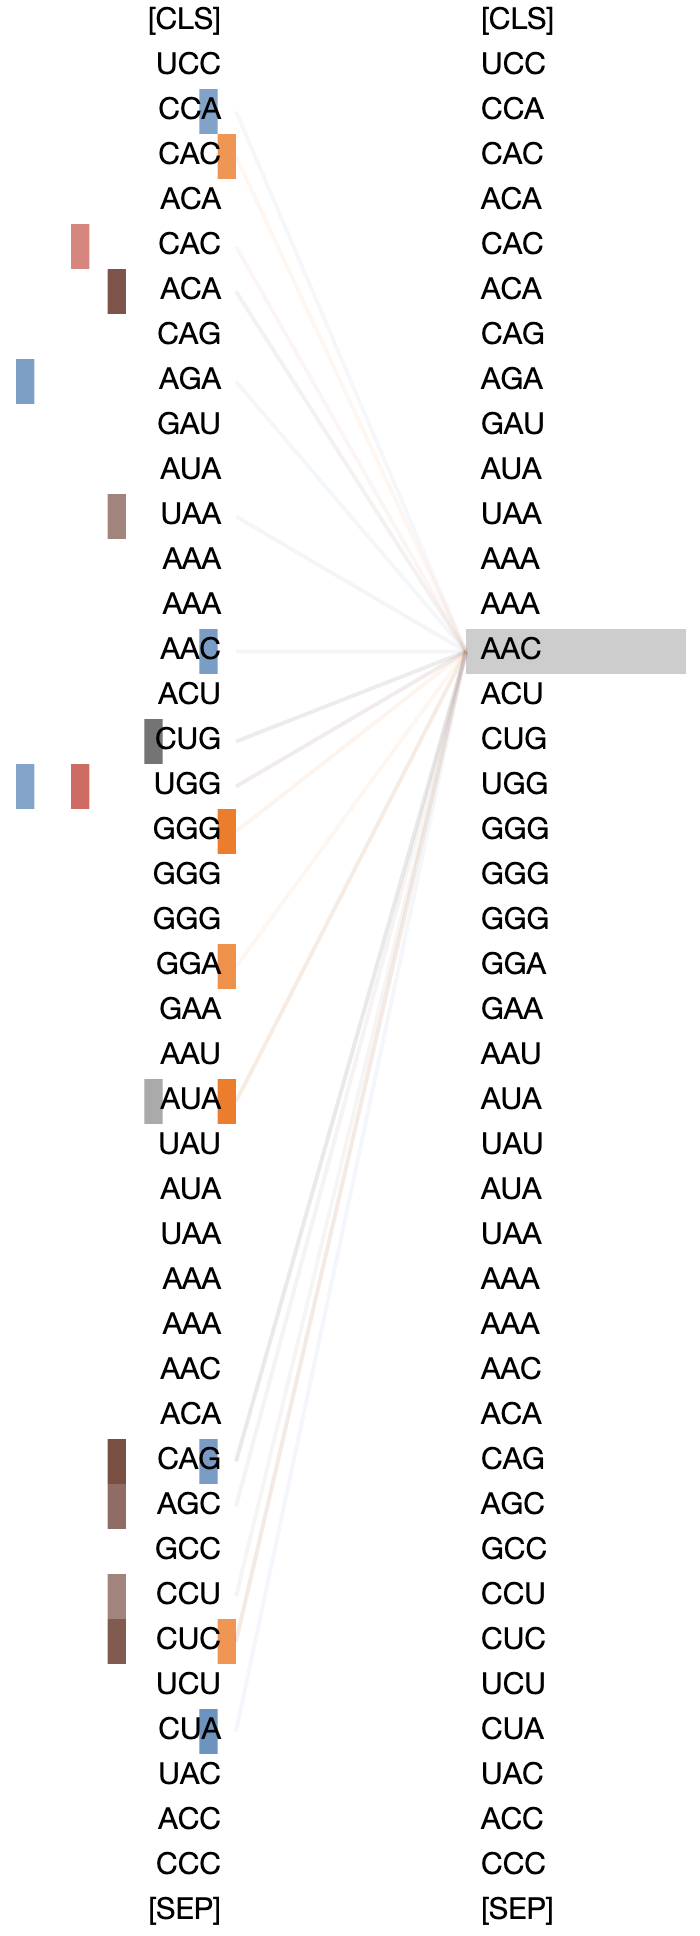 [CLS] [CLS]
UCC UCC
CCA CCA
CAC CAC
ACA ACA
CAC CAC
ACA ACA
CAG CAG
AGA AGA
GAU GAU
AUA AUA
UAA UAA
AAA AAA
AAA AAA
AAC AAC
ACU ACU
CUG CUG
UGG UGG
GGG GGG
GGG GGG
GGG GGG
GGA GGA
GAA GAA
AAU AAU
AUA AUA
UAU UAU
AUA AUA
UAA UAA
AAA AAA
AAA AAA
AAC AAC
ACA ACA
CAG CAG
AGC AGC
GCC GCC
CCU CCU
CUC CUC
UCU UCU
CUA CUA
UAC UAC
ACC ACC
CCC CCC
[SEP] [SEP]